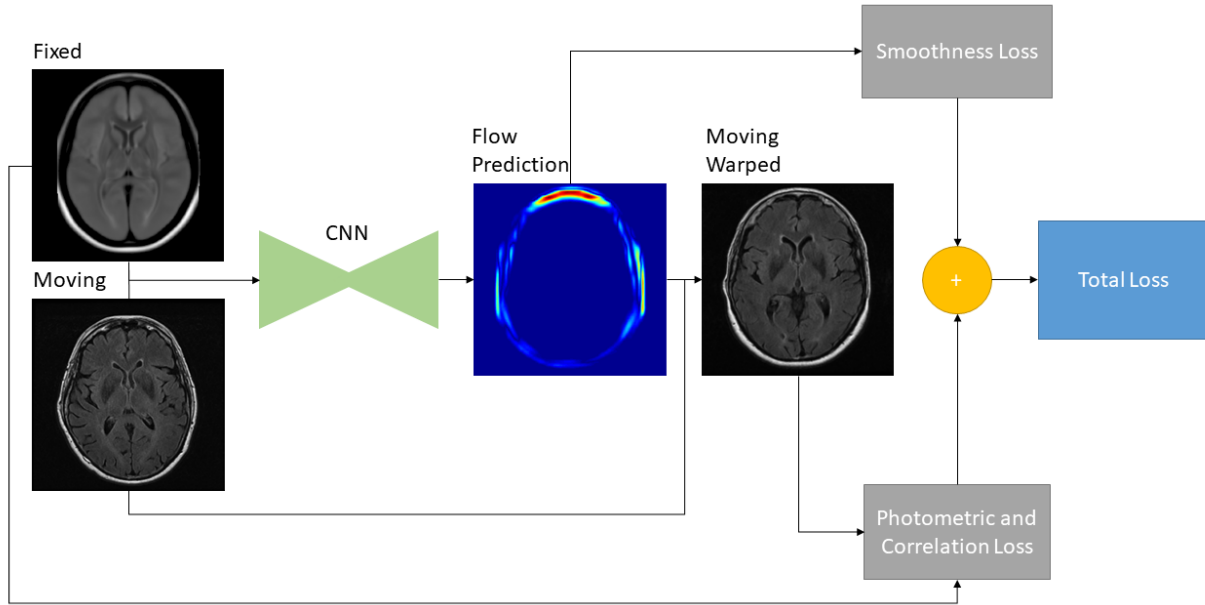 Fixed
Moving
CNN
Flow
Prediction
Moving
Warped
Smoothness Loss
+
Total Loss
Photometric and
Correlation Loss